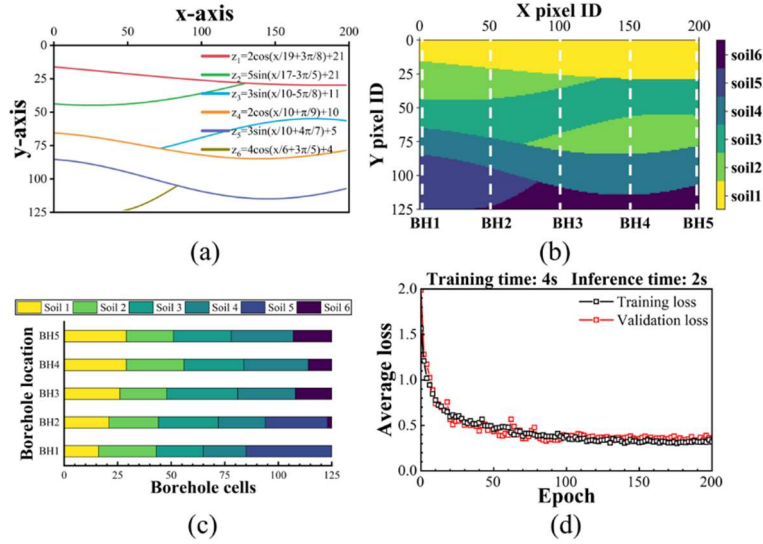 x-axis
0 50 100 150 200
0
25
50
75
100
125
y-axis
z₁=2cos(x/19+3π/8)+21
z₂=5sin(x/17-3π/5)+21
z₃=3sin(x/10-5π/8)+11
z₄=2cos(x/10+π/9)+10
z₅=3sin(x/10+4π/7)+5
z₆=4cos(x/6+3π/5)+4
(a)
X pixel ID
0 50 100 150 200
0
25
50
75
100
125
Y pixel ID
BH1 BH2 BH3 BH4 BH5
soil6
soil5
soil4
soil3
soil2
soil1
(b)
Soil 1 Soil 2 Soil 3 Soil 4 Soil 5 Soil 6
Borehole location
BH5
BH4
BH3
BH2
BH1
0 25 50 75 100 125
Borehole cells
(c)
Training time: 4s Inference time: 2s
2.0
1.5
1.0
0.5
0.0
Average loss
Training loss
Validation loss
0 50 100 150 200
Epoch
(d)